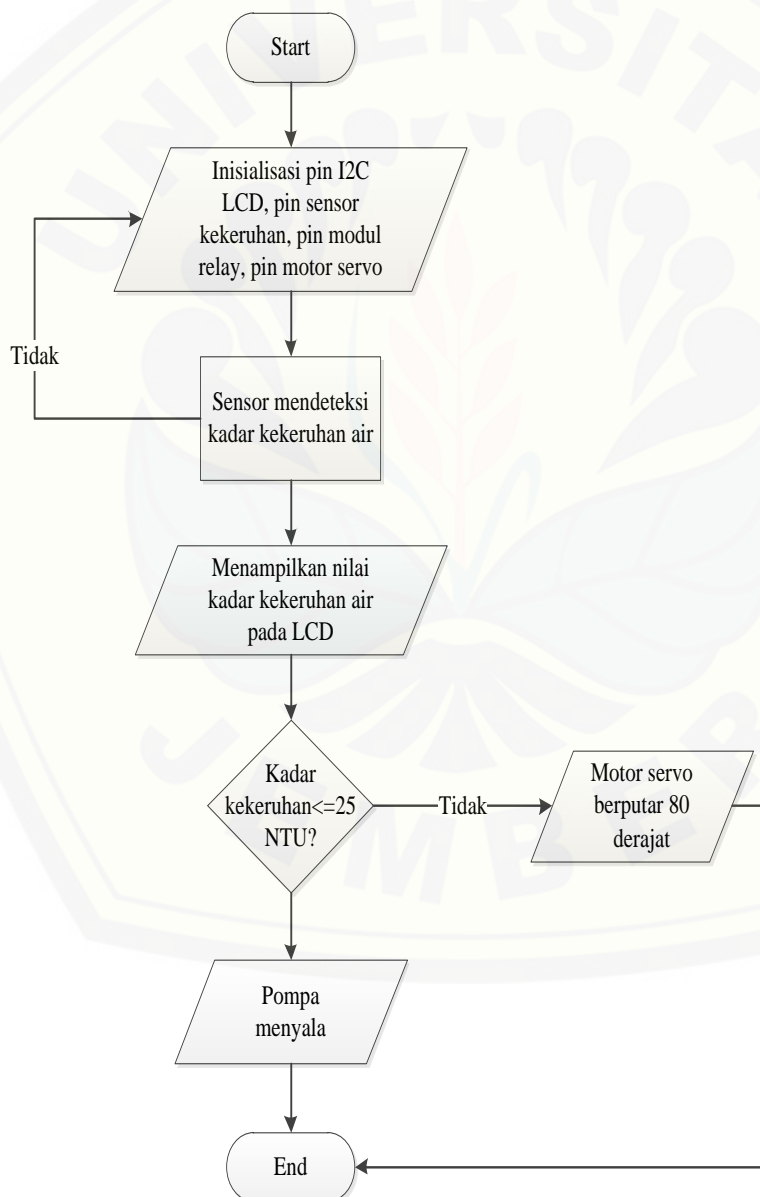 Start
Inisialisasi pin I2C
LCD, pin sensor
kekeruhan, pin modul
relay, pin motor servo
Tidak
Sensor mendeteksi
kadar kekeruhan air
Menampilkan nilai
kadar kekeruhan air
pada LCD
Kadar
kekeruhan<=25
NTU?
Tidak
Motor servo
berputar 80
derajat
Pompa
menyala
End
UNIVERSITA
JEMBER